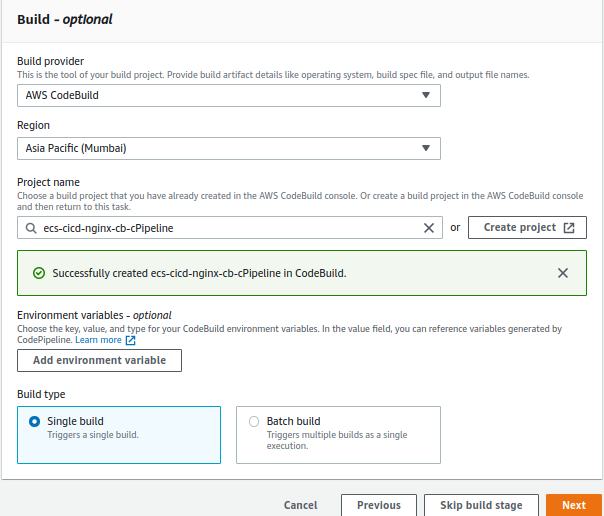 Build - optional
Build provider
This is the tool of your build project. Provide build artifact details like operating system, build spec file, and output file names.
AWS CodeBuild
Region
Asia Pacific (Mumbai)
Project name
Choose a build project that you have already created in the AWS CodeBuild console. Or create a build project in the AWS CodeBuild console
and then return to this task.
ecs-cicd-nginx-cb-cPipeline
or
Create project
Successfully created ecs-cicd-nginx-cb-cPipeline in CodeBuild.
Environment variables - optional
Choose the key, value, and type for your CodeBuild environment variables. In the value field, you can reference variables generated by
CodePipeline. Learn more
Add environment variable
Build type
Single build
Triggers a single build.
Batch build
Triggers multiple builds as a single
execution.
Cancel
Previous
Skip build stage
Next